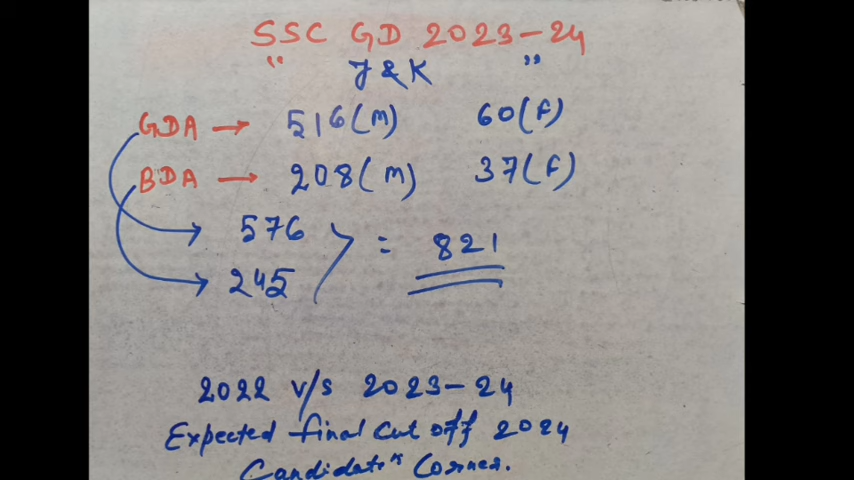 SSC GD 2023-24
" J & K "
GDA → 516(M) 60(F)
BDA → 208(M) 37(F)
576
245 = 821
2022 v/s 2023-24
Expected final cut off 2024
Candidate's Corner.